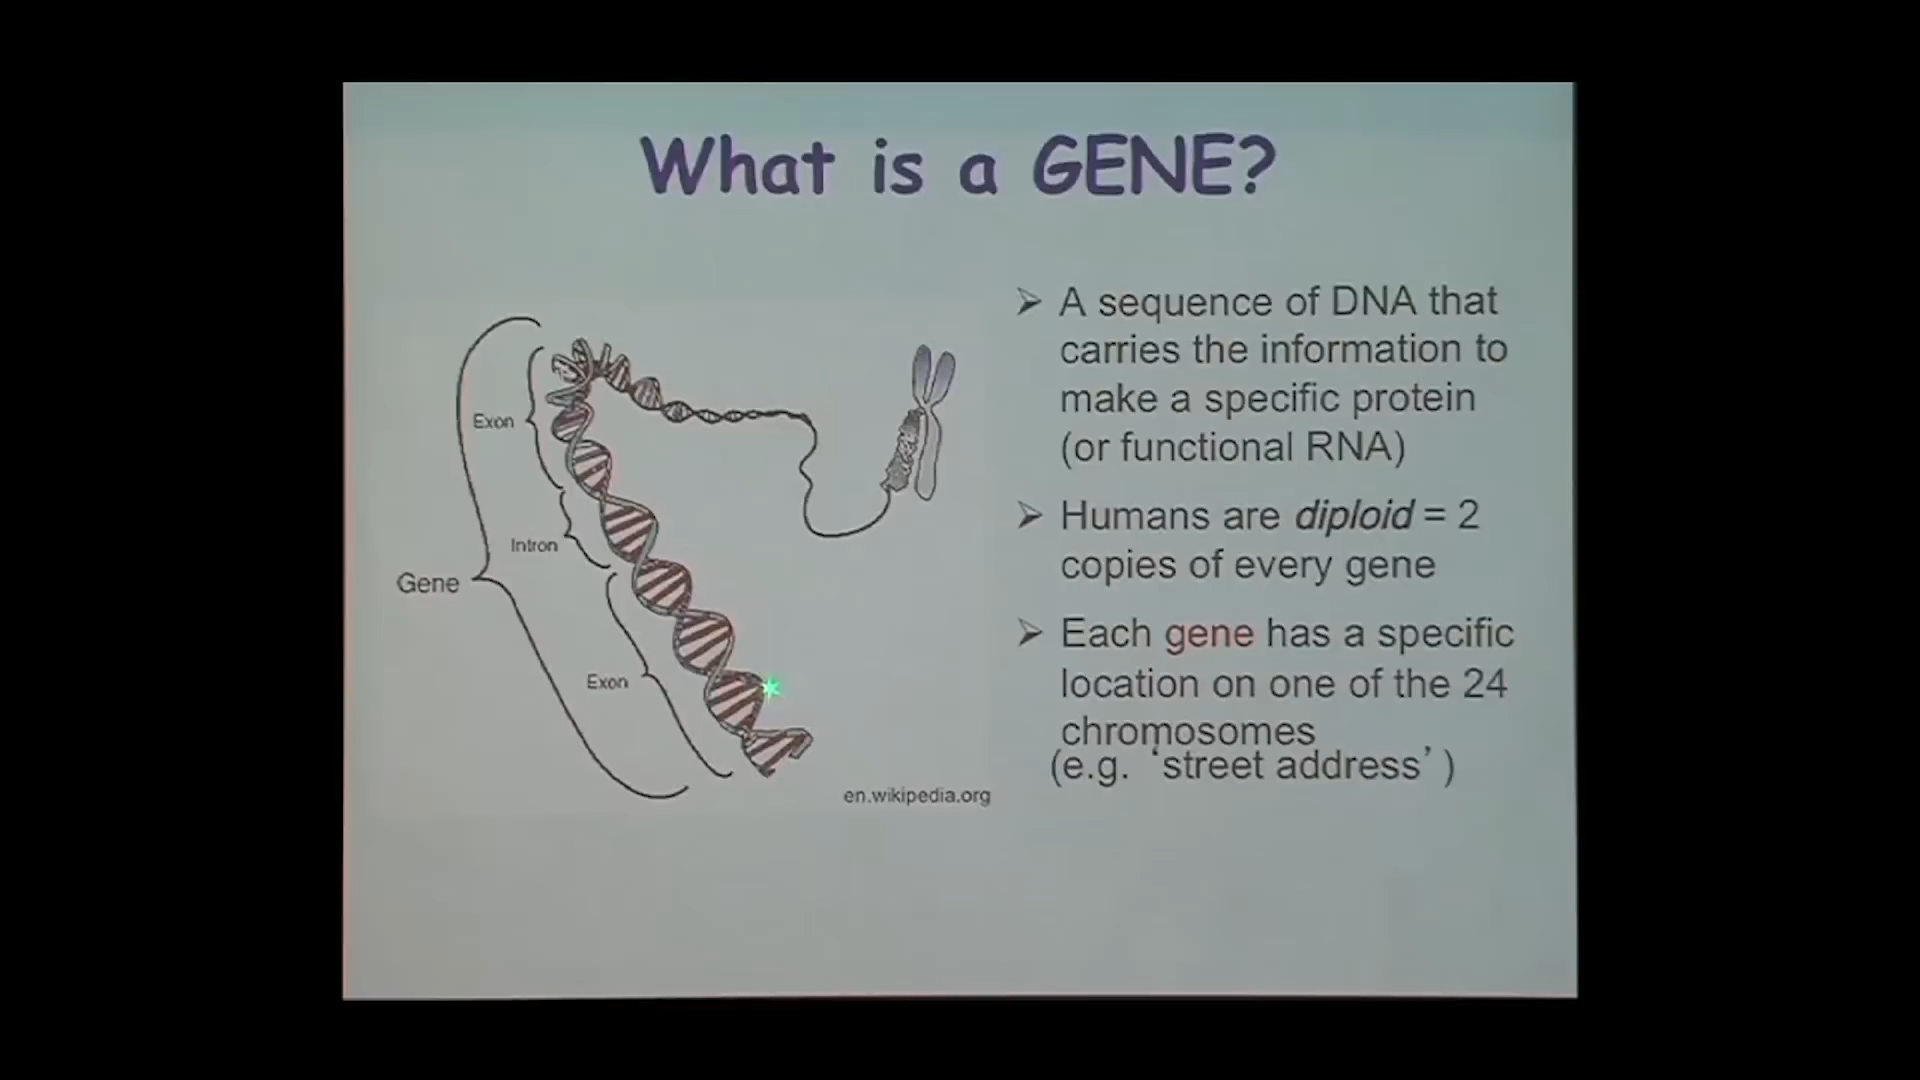 What is a GENE?
A sequence of DNA that
carries the information to
make a specific protein
(or functional RNA)
Humans are diploid = 2
copies of every gene
Each gene has a specific
location on one of the 24
chromosomes
(e.g. ‘street address’ )
Exon
Intron
Gene
Exon
en.wikipedia.org